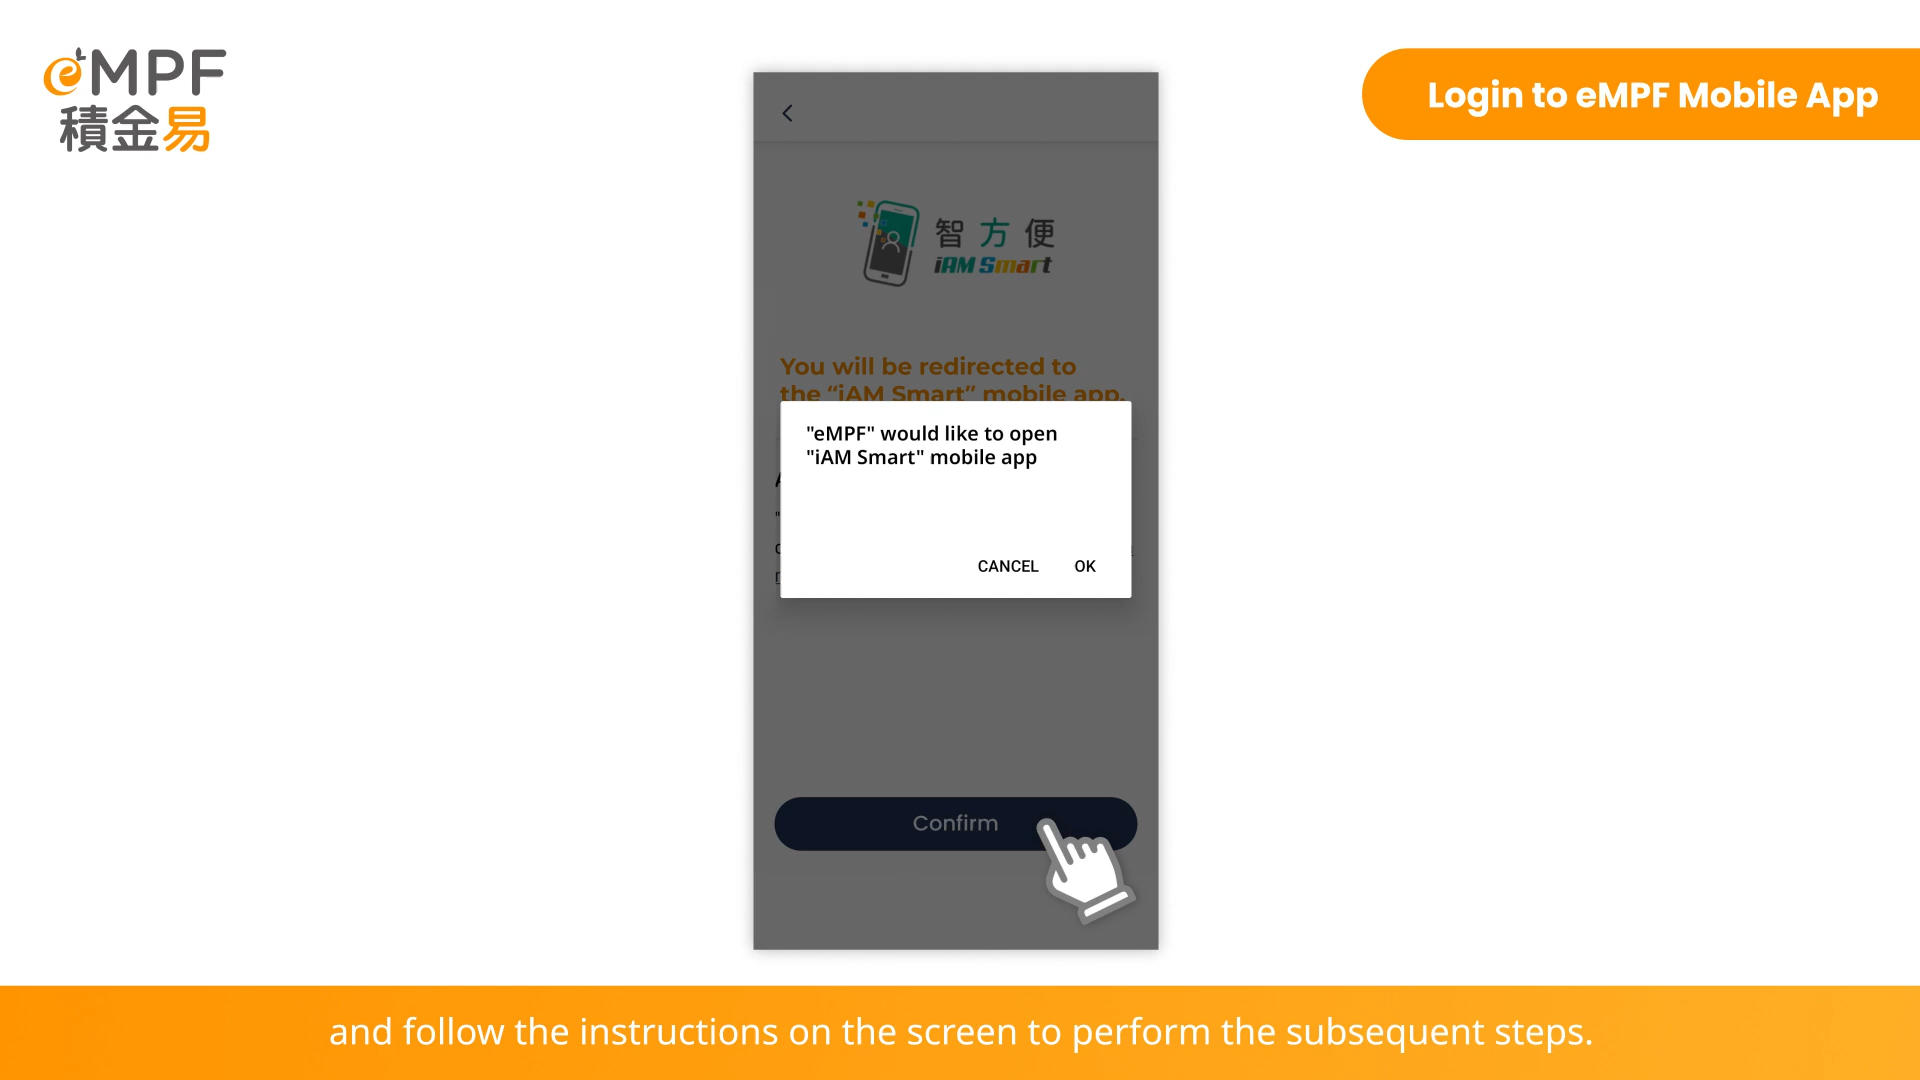 eMPF
積金易
Login to eMPF Mobile App
智方便
iAM Smart
You will be redirected to
the “iAM Smart” mobile app.
"eMPF" would like to open
"iAM Smart" mobile app
CANCEL OK
Confirm
and follow the instructions on the screen to perform the subsequent steps.